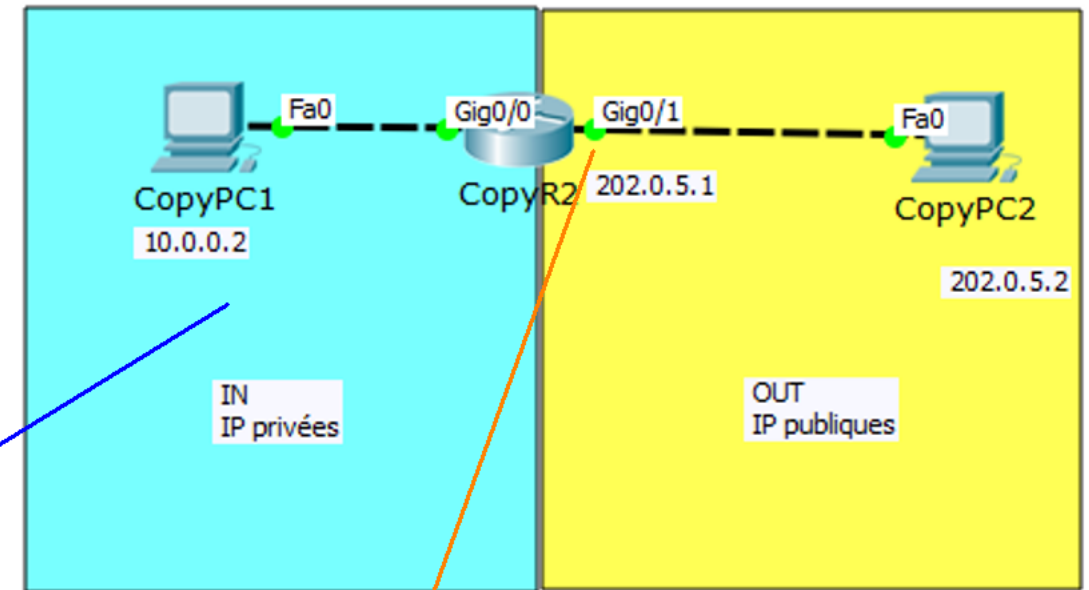 Fa0
Gig0/0
Gig0/1
Fa0
CopyPC1
CopyR2
202.0.5.1
CopyPC2
10.0.0.2
202.0.5.2
IN
IP privées
OUT
IP publiques